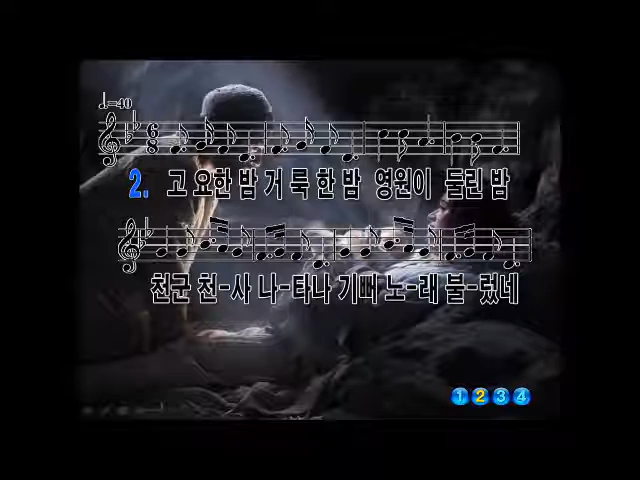 ♩.=40
2. 고 요한 밤 거 룩 한 밤 영원이 둘린 밤
천군 천-사 나-타나 기뻐 노-래 불-렀네
1 2 3 4